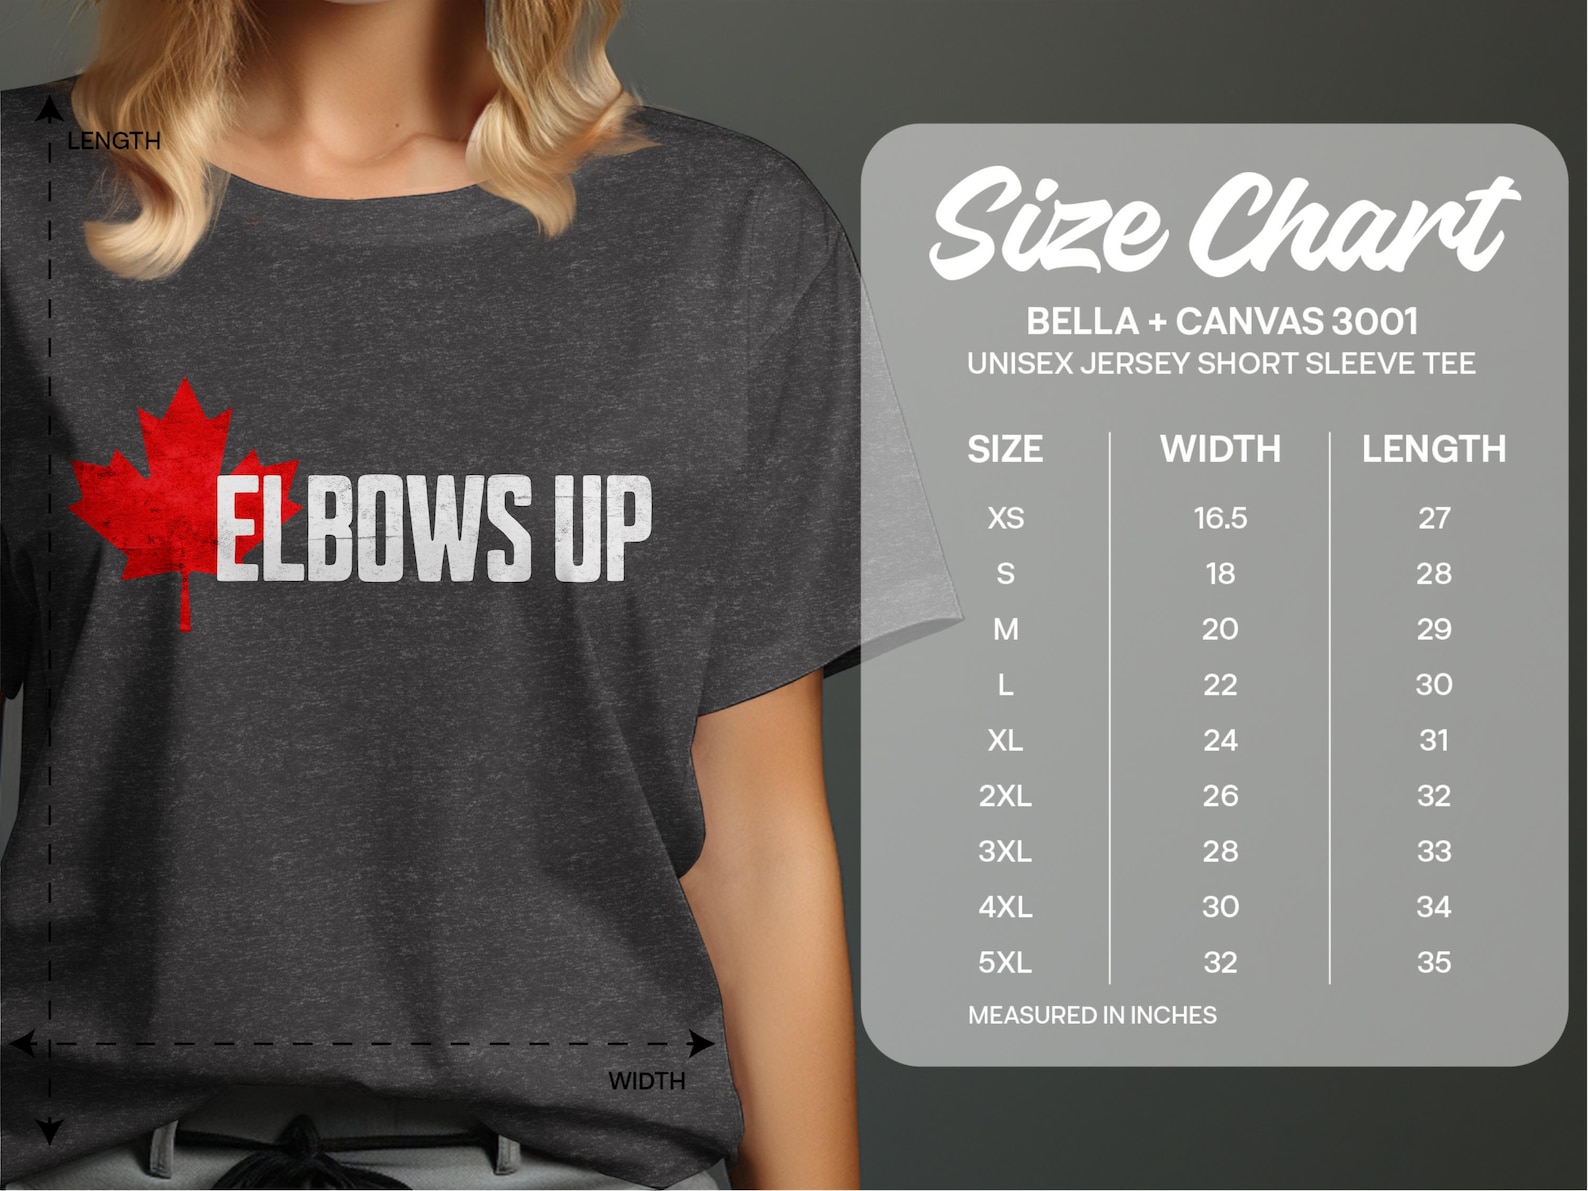 LENGTH
ELBOWS UP
WIDTH
Size Chart
BELLA + CANVAS 3001
UNISEX JERSEY SHORT SLEEVE TEE
SIZE WIDTH LENGTH
XS 16.5 27
S 18 28
M 20 29
L 22 30
XL 24 31
2XL 26 32
3XL 28 33
4XL 30 34
5XL 32 35
MEASURED IN INCHES